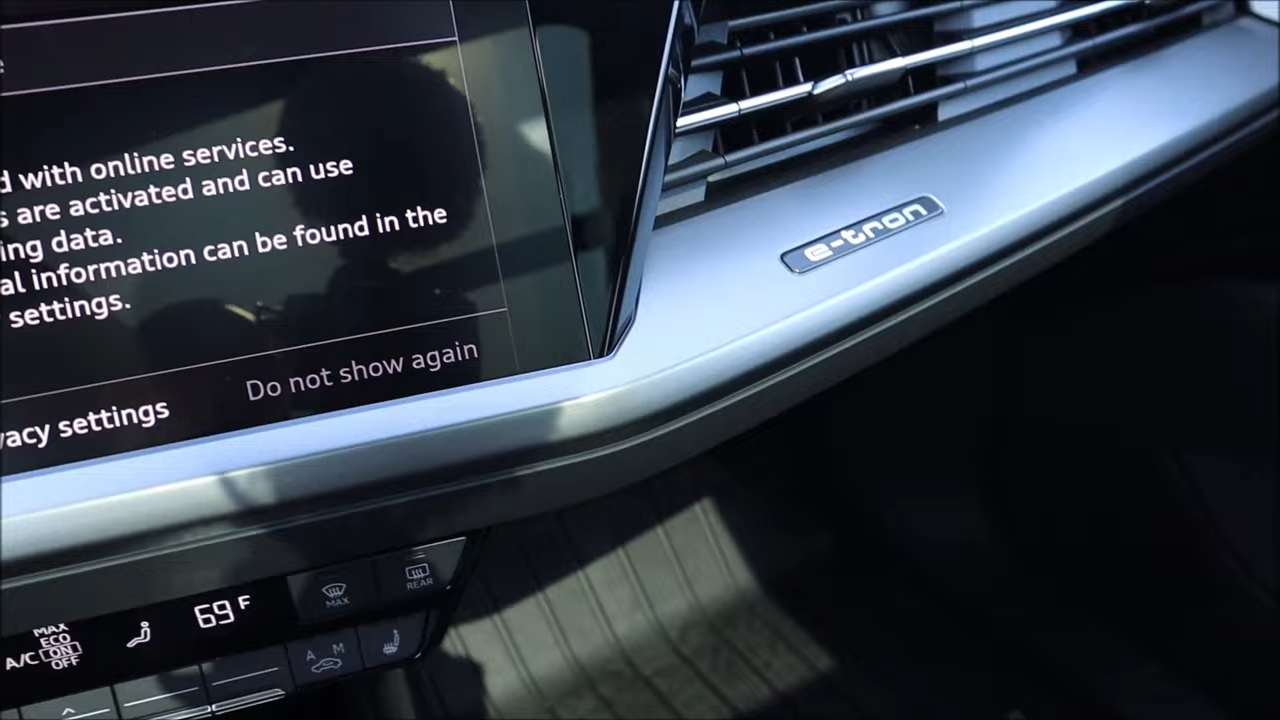 d with online services.
s are activated and can use
ing data.
al information can be found in the
settings.
Do not show again
vacy settings
e-tron
MAX
REAR
69 F
MAX
ECO
A/C ON
OFF
A M